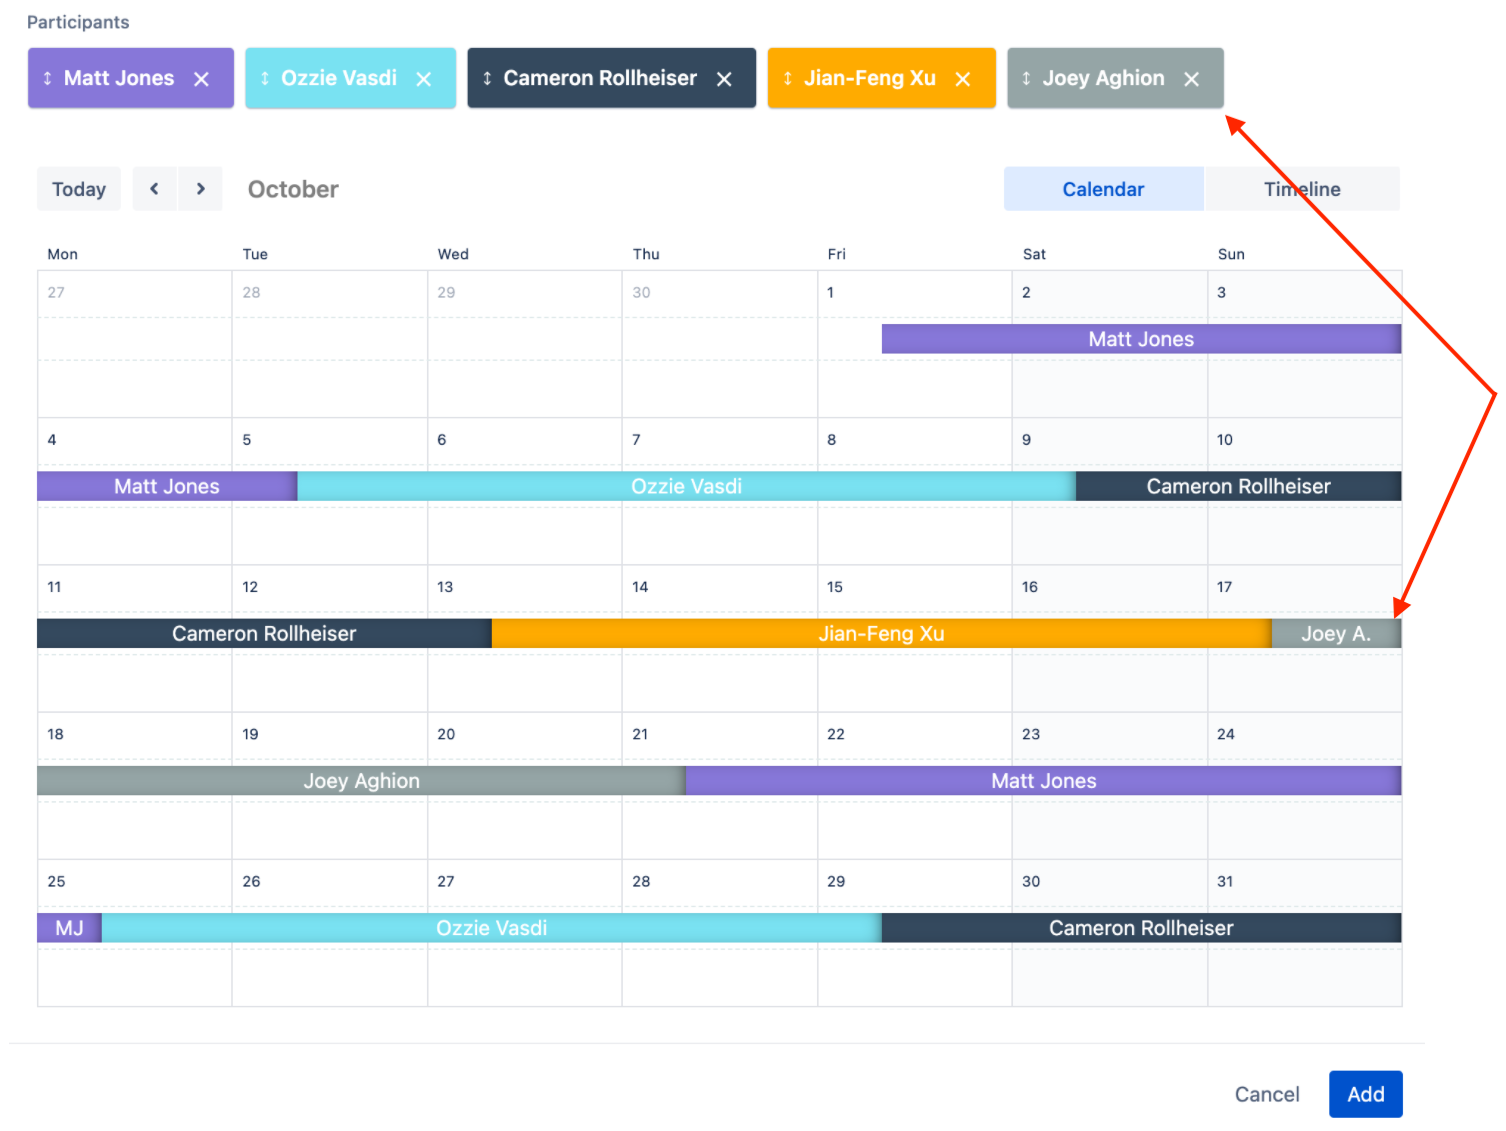 Participants
Matt Jones Ozzie Vasdi Cameron Rollheiser Jian-Feng Xu Joey Aghion
Today October Calendar Timeline
Mon Tue Wed Thu Fri Sat Sun
27 28 29 30 1 2 3
Matt Jones
4 5 6 7 8 9 10
Matt Jones Ozzie Vasdi Cameron Rollheiser
11 12 13 14 15 16 17
Cameron Rollheiser Jian-Feng Xu Joey A.
18 19 20 21 22 23 24
Joey Aghion Matt Jones
25 26 27 28 29 30 31
MJ Ozzie Vasdi Cameron Rollheiser
Cancel Add